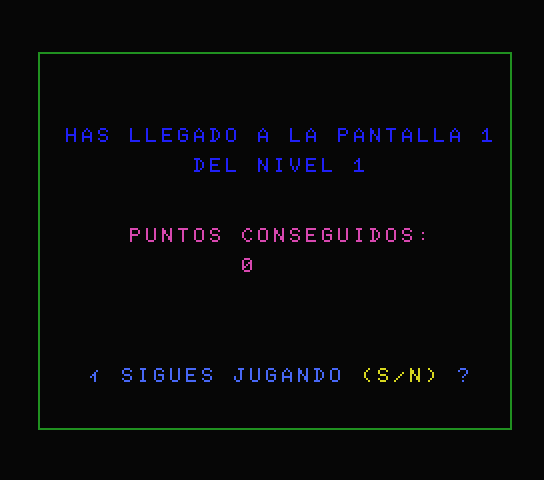 HAS LLEGADO A LA PANTALLA 1
DEL NIVEL 1
PUNTOS CONSEGUIDOS:
0
¿ SIGUES JUGANDO (S/N) ?